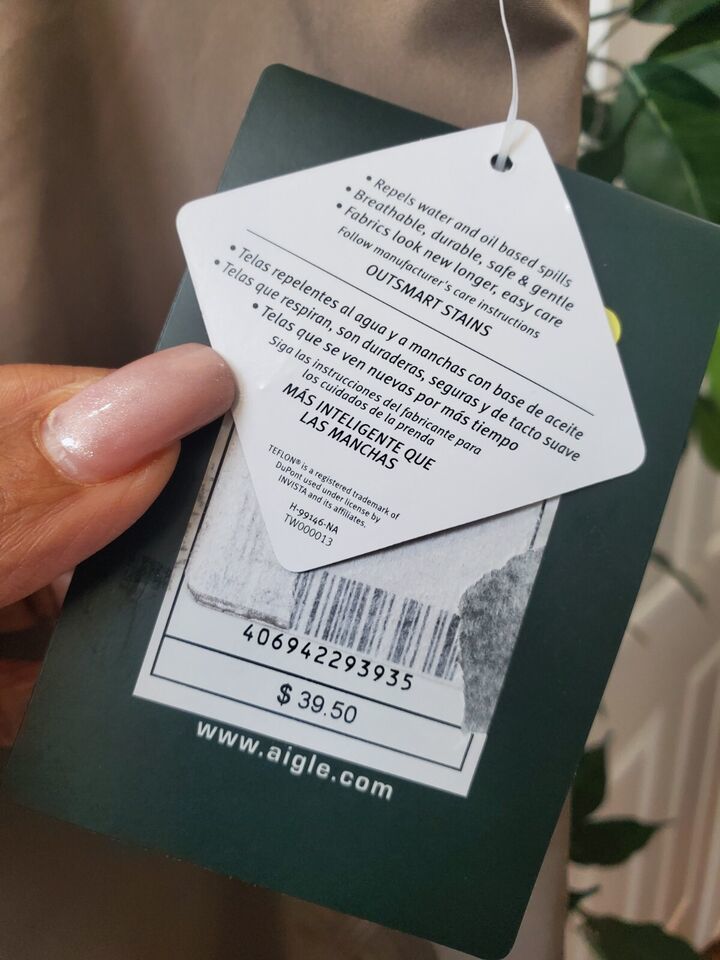 • Repels water and oil based spills
• Breathable, durable, safe & gentle
• Fabrics look new longer, easy care
Follow manufacturer's care instructions
OUTSMART STAINS
• Telas repelentes al agua y a manchas con base de aceite
• Telas que respiran, son duraderas, seguras y de tacto suave
• Telas que se ven nuevas por más tiempo
Siga las instrucciones del fabricante para
los cuidados de la prenda
MÁS INTELIGENTE QUE
LAS MANCHAS
TEFLON® is a registered trademark of
DuPont used under license by
INVISTA and its affiliates.
H-99146-NA
TW000013
406942293935
$ 39.50
www.aigle.com